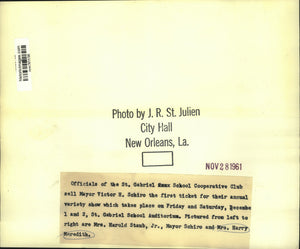 Photo by J. R. St. Julien
City Hall
New Orleans, La.
NOV 28 1961
Officials of the St. Gabriel School Cooperative Club
sell Mayor Victor H. Schiro the first ticket for their annual
variety show which takes place on Friday and Saturday, Decembe
1 and 2, St. Gabriel School Auditorium. Pictured from left to
right are Mrs. Harold Stumb, Jr., Mayor Schiro and Mrs. Harry
Meredith.